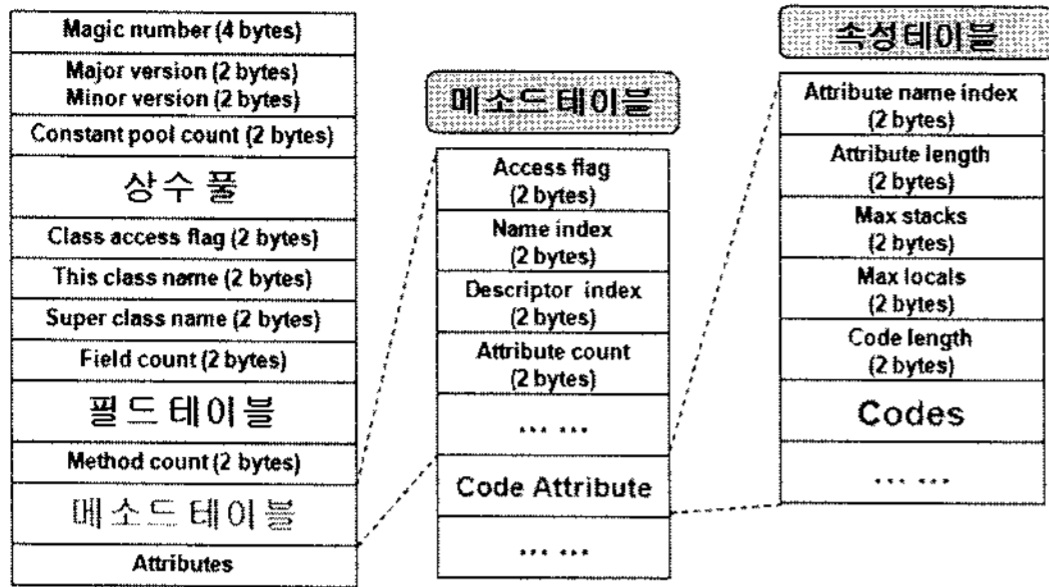 Magic number (4 bytes)
Major version (2 bytes)
Minor version (2 bytes)
Constant pool count (2 bytes)
상수풀
Class access flag (2 bytes)
This class name (2 bytes)
Super class name (2 bytes)
Field count (2 bytes)
필드테이블
Method count (2 bytes)
메소드테이블
Attributes
메소드테이블
Access flag
(2 bytes)
Name index
(2 bytes)
Descriptor index
(2 bytes)
Attribute count
(2 bytes)
... ...
Code Attribute
... ...
속성테이블
Attribute name index
(2 bytes)
Attribute length
(2 bytes)
Max stacks
(2 bytes)
Max locals
(2 bytes)
Code length
(2 bytes)
Codes
... ...